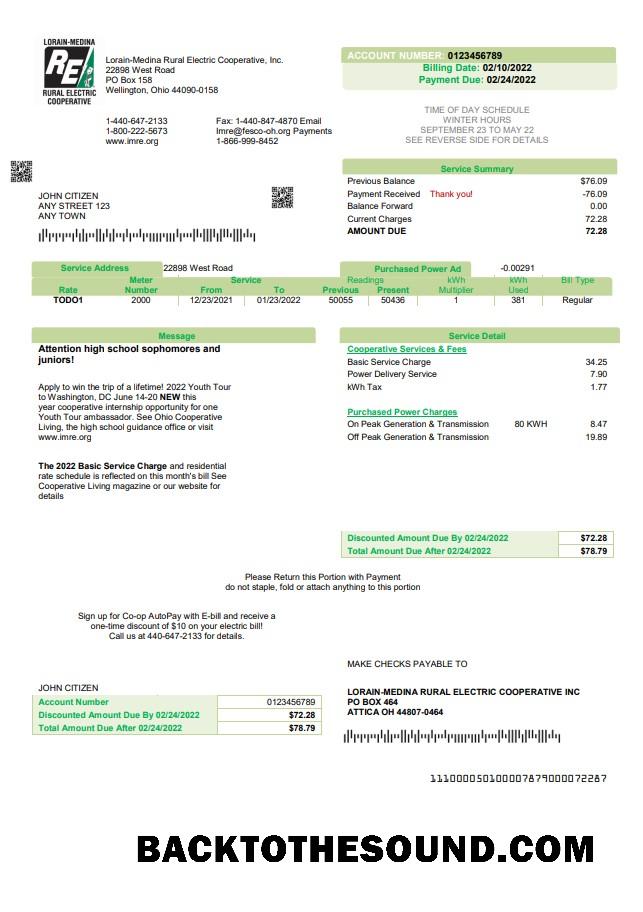 LORAIN-MEDINA
RE
RURAL ELECTRIC
COOPERATIVE
Lorain-Medina Rural Electric Cooperative, Inc.
22898 West Road
PO Box 158
Wellington, Ohio 44090-0158
ACCOUNT NUMBER: 0123456789
Billing Date: 02/10/2022
Payment Due: 02/24/2022
1-440-647-2133 Fax: 1-440-847-4870 Email
1-800-222-5673 Imre@fesco-oh.org Payments
www.imre.org 1-866-999-8452
TIME OF DAY SCHEDULE
WINTER HOURS
SEPTEMBER 23 TO MAY 22
SEE REVERSE SIDE FOR DETAILS
JOHN CITIZEN
ANY STREET 123
ANY TOWN
Service Summary
Previous Balance $76.09
Payment Received Thank you! -76.09
Balance Forward 0.00
Current Charges 72.28
AMOUNT DUE 72.28
Service Address 22898 West Road Purchased Power Ad -0.00291
Meter Service Readings kWh kWh Bill Type
Rate Number From To Previous Present Multiplier Used
TODO1 2000 12/23/2021 01/23/2022 50055 50436 1 381 Regular
Message
Attention high school sophomores and
juniors!
Apply to win the trip of a lifetime! 2022 Youth Tour
to Washington, DC June 14-20 NEW this
year cooperative internship opportunity for one
Youth Tour ambassador. See Ohio Cooperative
Living, the high school guidance office or visit
www.imre.org
The 2022 Basic Service Charge and residential
rate schedule is reflected on this month's bill See
Cooperative Living magazine or our website for
details
Service Detail
Cooperative Services & Fees
Basic Service Charge 34.25
Power Delivery Service 7.90
kWh Tax 1.77
Purchased Power Charges
On Peak Generation & Transmission 80 KWH 8.47
Off Peak Generation & Transmission 19.89
Discounted Amount Due By 02/24/2022 $72.28
Total Amount Due After 02/24/2022 $78.79
Please Return this Portion with Payment
do not staple, fold or attach anything to this portion
Sign up for Co-op AutoPay with E-bill and receive a
one-time discount of $10 on your electric bill!
Call us at 440-647-2133 for details.
MAKE CHECKS PAYABLE TO
JOHN CITIZEN
Account Number 0123456789
Discounted Amount Due By 02/24/2022 $72.28
Total Amount Due After 02/24/2022 $78.79
LORAIN-MEDINA RURAL ELECTRIC COOPERATIVE INC
PO BOX 464
ATTICA OH 44807-0464
11100005010000787900007​2287
BACKTOTHESOUND.COM